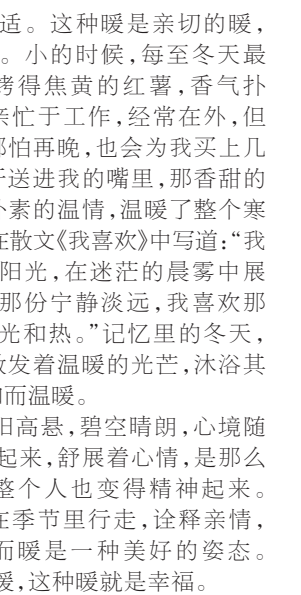 适。这种暖是亲切的暖，
。小的时候，每至冬天最
烤得焦黄的红薯，香气扑
亲忙于工作，经常在外，但
那怕再晚，也会为我买上几
送进我的嘴里，那香甜的
素的温情，温暖了整个寒
在散文《我喜欢》中写道：“我
阳光，在迷茫的晨雾中展
那份宁静淡远，我喜欢那
光和热。”记忆里的冬天，
散发着温暖的光芒，沐浴其
而温暖。
阳高悬，碧空晴朗，心境随
起来，舒展着心情，是那么
整个人也变得精神起来。
在季节里行走，诠释亲情，
而暖是一种美好的姿态。
暖，这种暖就是幸福。